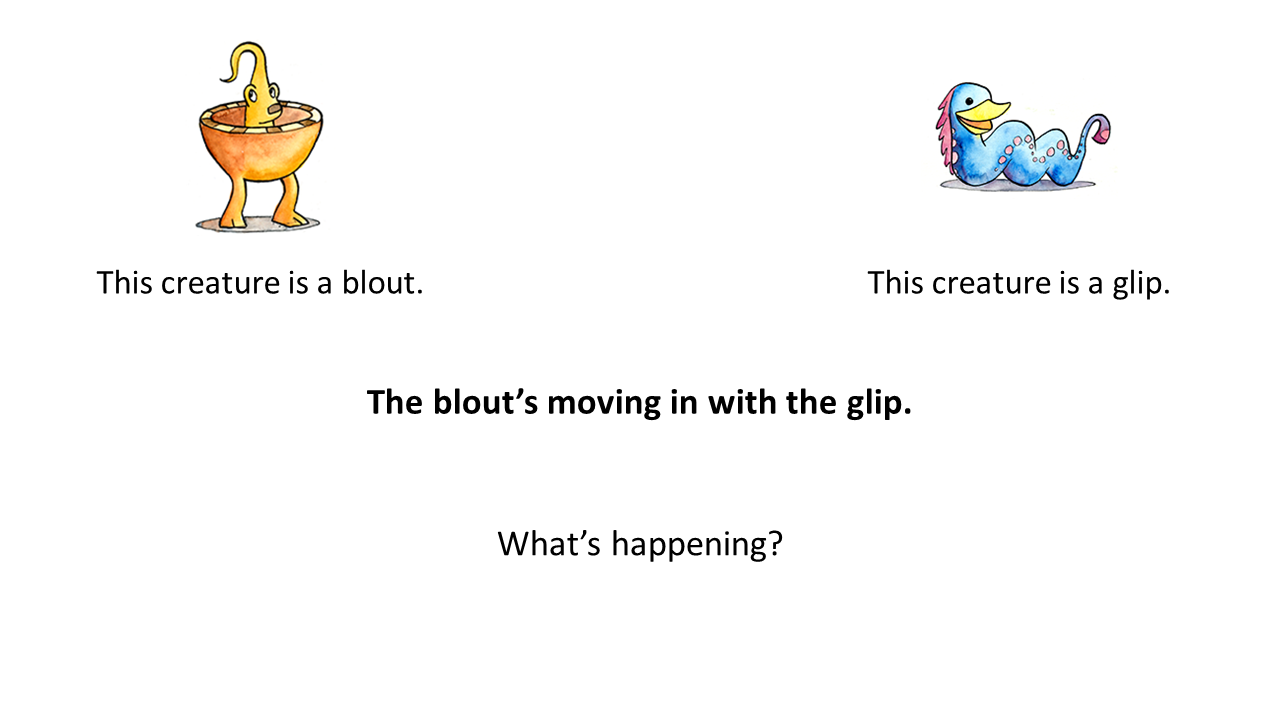 This creature is a blout.
This creature is a glip.
The blout’s moving in with the glip.
What’s happening?